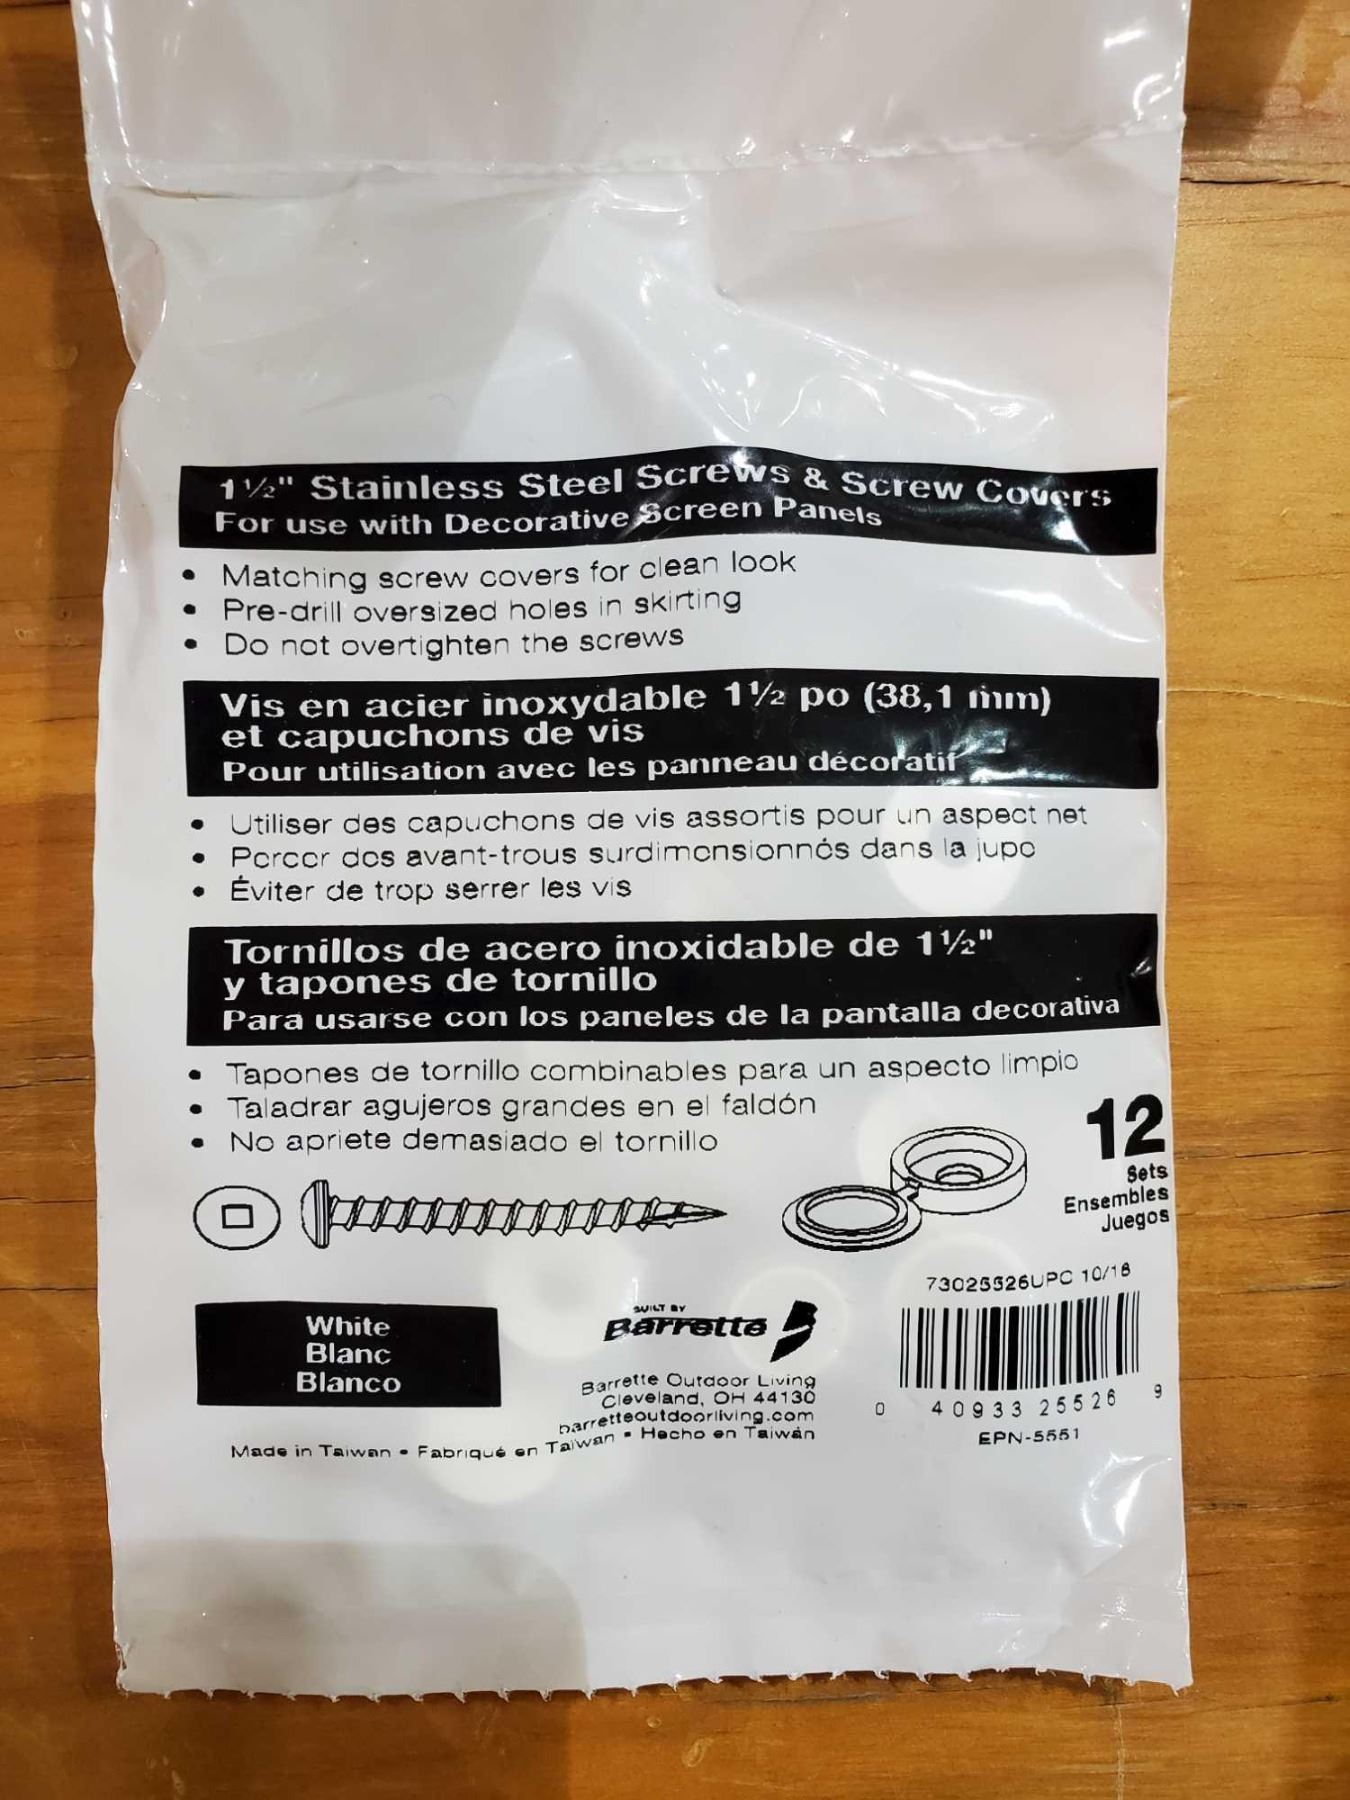 1½" Stainless Steel Screws & Screw Covers
For use with Decorative Screen Panels
• Matching screw covers for clean look
• Pre-drill oversized holes in skirting
• Do not overtighten the screws
Vis en acier inoxydable 1½ po (38,1 mm)
et capuchons de vis
Pour utilisation avec les panneau décoratif
• Utiliser des capuchons de vis assortis pour un aspect net
• Percer des avant-trous surdimensionnés dans la jupe
• Éviter de trop serrer les vis
Tornillos de acero inoxidable de 1½"
y tapones de tornillo
Para usarse con los paneles de la pantalla decorativa
• Tapones de tornillo combinables para un aspecto limpio
• Taladrar agujeros grandes en el faldón
• No apriete demasiado el tornillo
12
Sets
Ensembles
Juegos
73025526UPC 10/16
White
Blanc
Blanco
BUILT BY
Barrette
Barrette Outdoor Living
Cleveland, OH 44130
barretteoutdoorliving.com
Made in Taiwan • Fabriqué en Taïwan • Hecho en Taiwán
0 40933 25526 9
EPN-5551